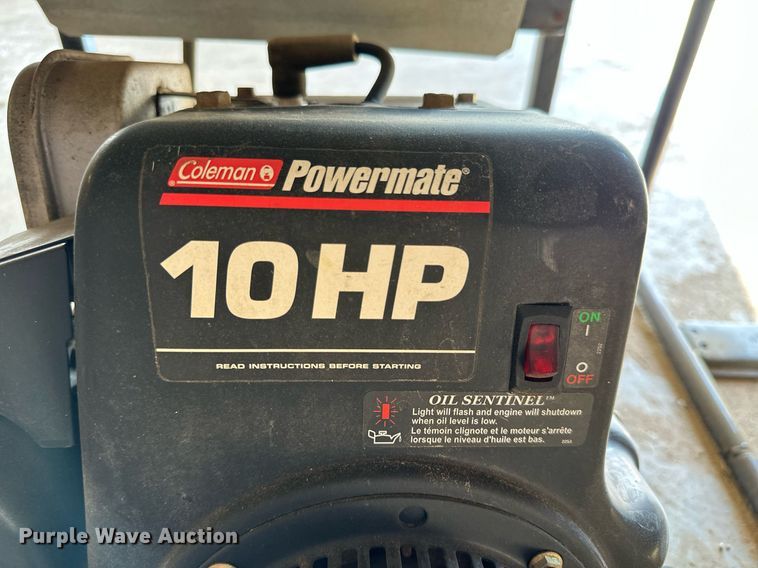 Coleman Powermate®
10 HP
READ INSTRUCTIONS BEFORE STARTING
ON
I
O
OFF
OIL SENTINEL™
Light will flash and engine will shutdown
when oil level is low.
Le témoin clignote et le moteur s'arrête
lorsque le niveau d'huile est bas.
Purple Wave Auction